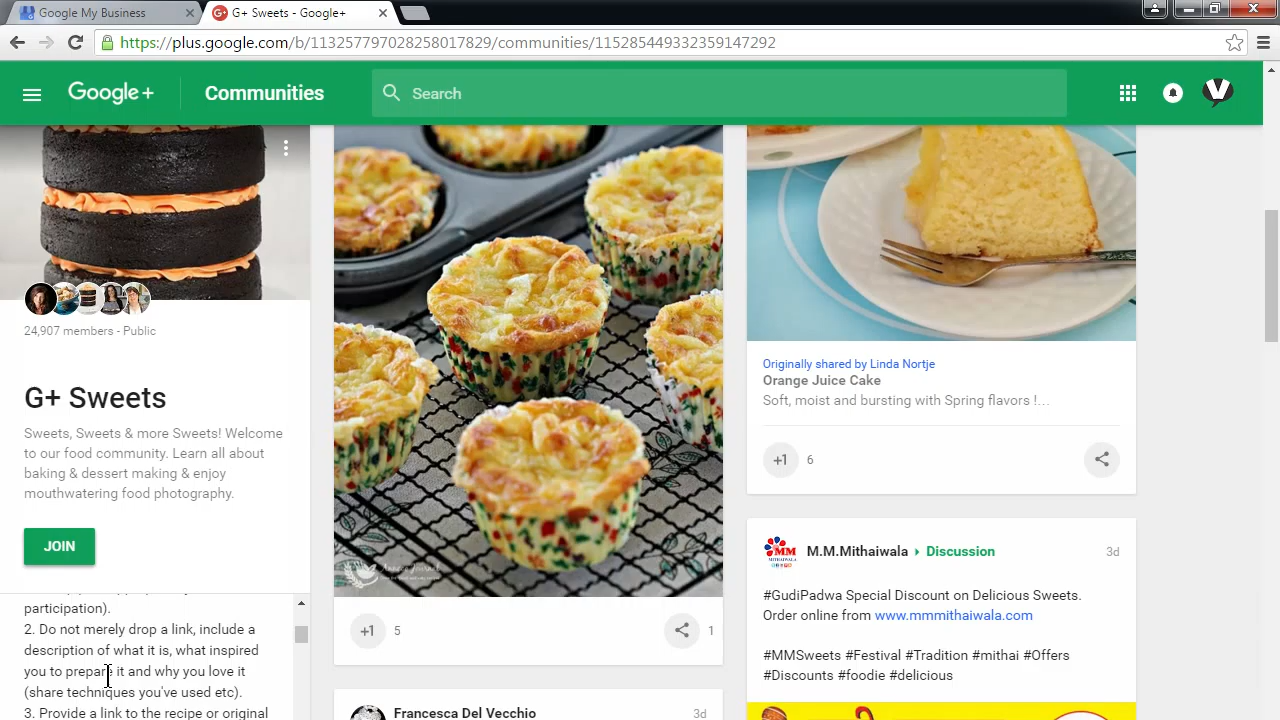 Google My Business
G+ Sweets - Google+
https://plus.google.com/b/113257797028258017829/communities/115285449332359147292
Google+
Communities
Search
24,907 members - Public
G+ Sweets
Sweets, Sweets & more Sweets! Welcome
to our food community. Learn all about
baking & dessert making & enjoy
mouthwatering food photography.
JOIN
participation).
2. Do not merely drop a link, include a
description of what it is, what inspired
you to prepare it and why you love it
(share techniques you've used etc).
3. Provide a link to the recipe or original
+1
5
1
Francesca Del Vecchio
3d
Originally shared by Linda Nortje
Orange Juice Cake
Soft, moist and bursting with Spring flavors !…
+1
6
MM
MITHAIWALA
M.M.Mithaiwala
Discussion
3d
#GudiPadwa Special Discount on Delicious Sweets.
Order online from www.mmmithaiwala.com
#MMSweets #Festival #Tradition #mithai #Offers
#Discounts #foodie #delicious